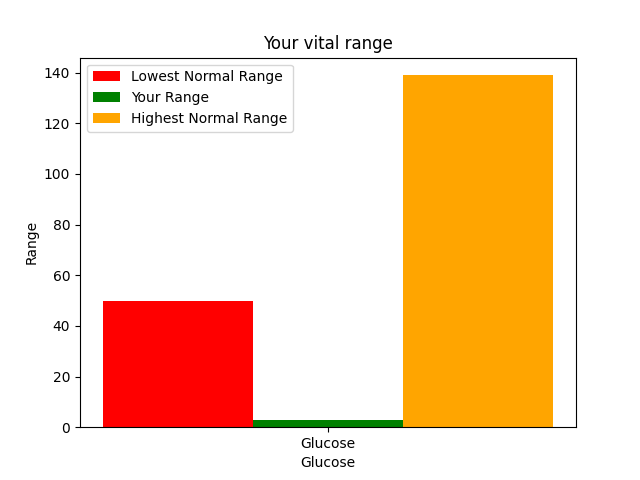 Your vital range
Lowest Normal Range
Your Range
Highest Normal Range
Range
140
120
100
80
60
40
20
0
Glucose
Glucose